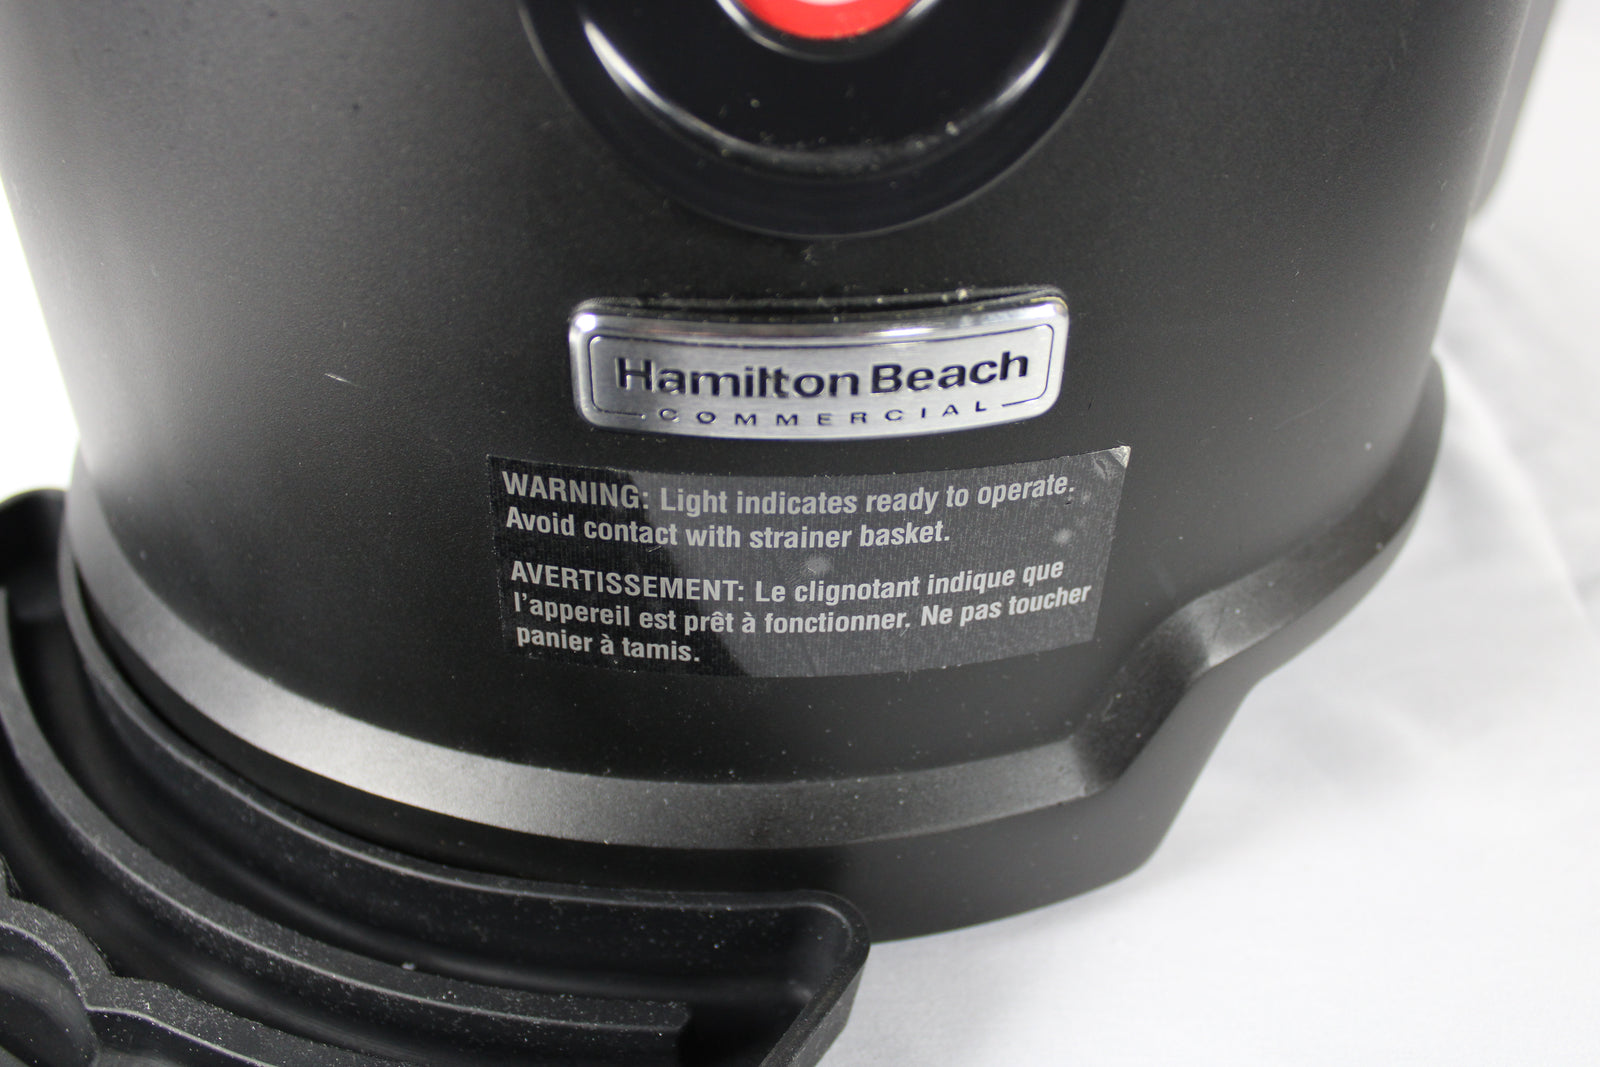 Hamilton Beach
COMMERCIAL
WARNING: Light indicates ready to operate.
Avoid contact with strainer basket.
AVERTISSEMENT: Le clignotant indique que
l'appereil est prêt à fonctionner. Ne pas toucher
panier à tamis.